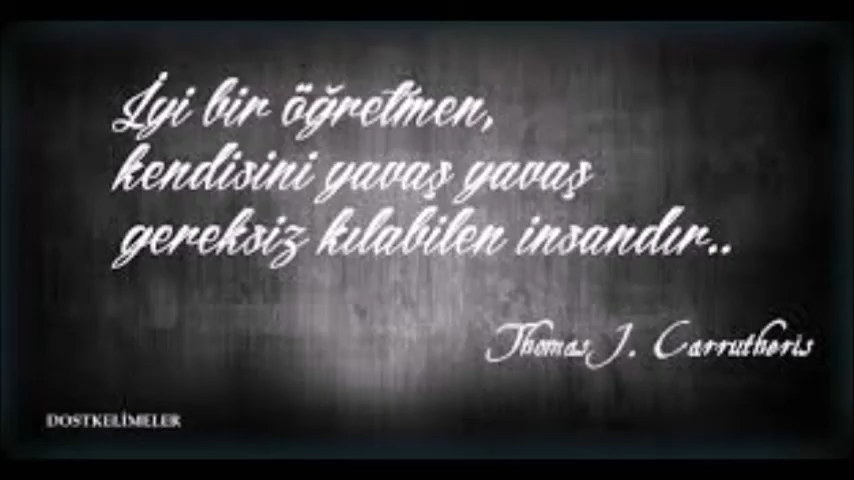 İyi bir öğretmen,
kendisini yavaş yavaş
gereksiz kılabilen insandır..
Thomas J. Carrutheris
DOSTKELİMELER